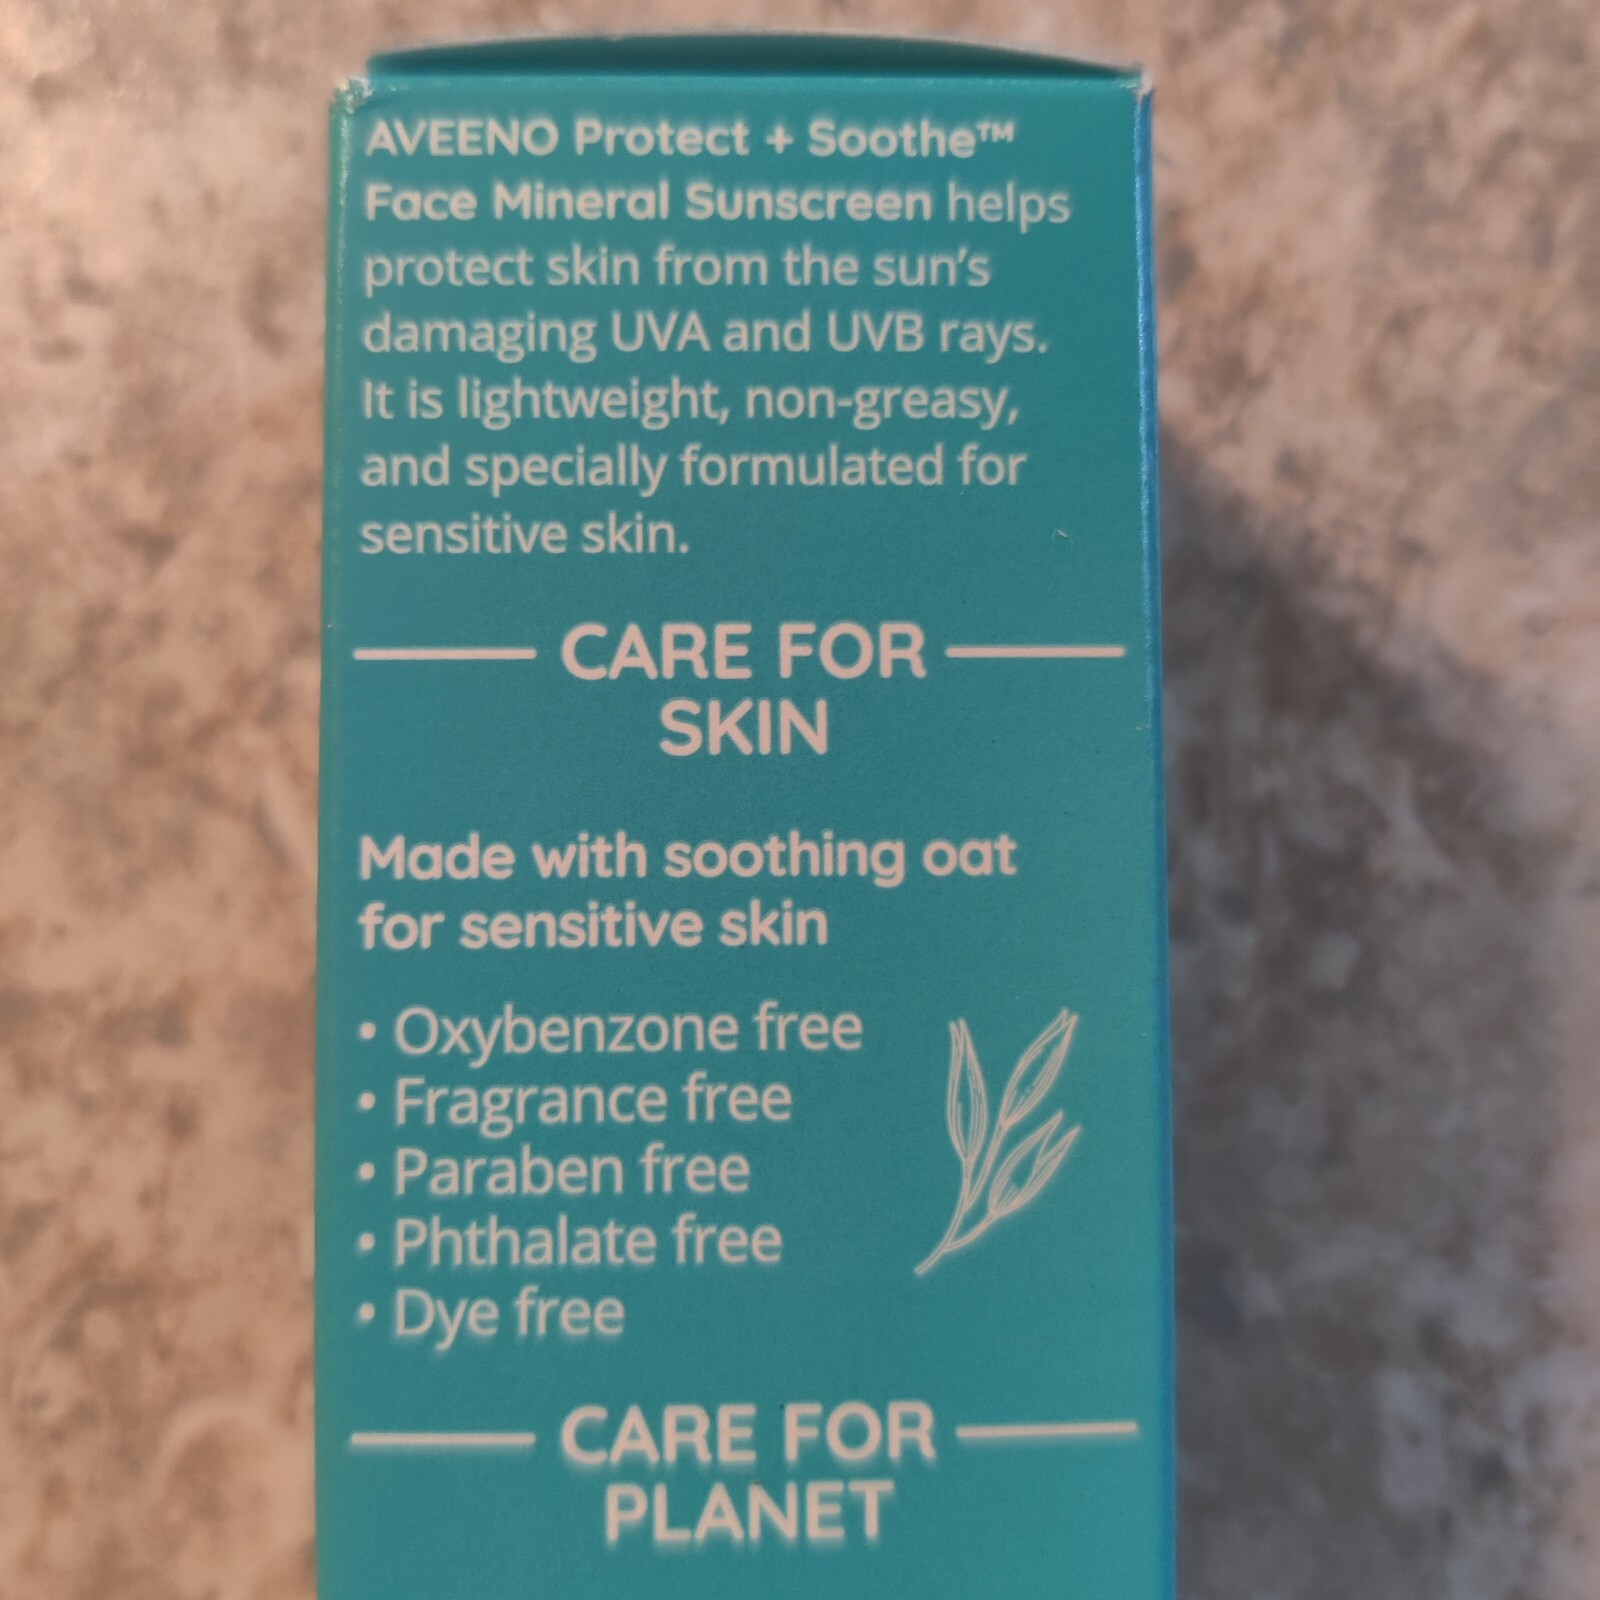 AVEENO Protect + Soothe™
Face Mineral Sunscreen helps
protect skin from the sun’s
damaging UVA and UVB rays.
It is lightweight, non-greasy,
and specially formulated for
sensitive skin.
CARE FOR
SKIN
Made with soothing oat
for sensitive skin
• Oxybenzone free
• Fragrance free
• Paraben free
• Phthalate free
• Dye free
CARE FOR
PLANET